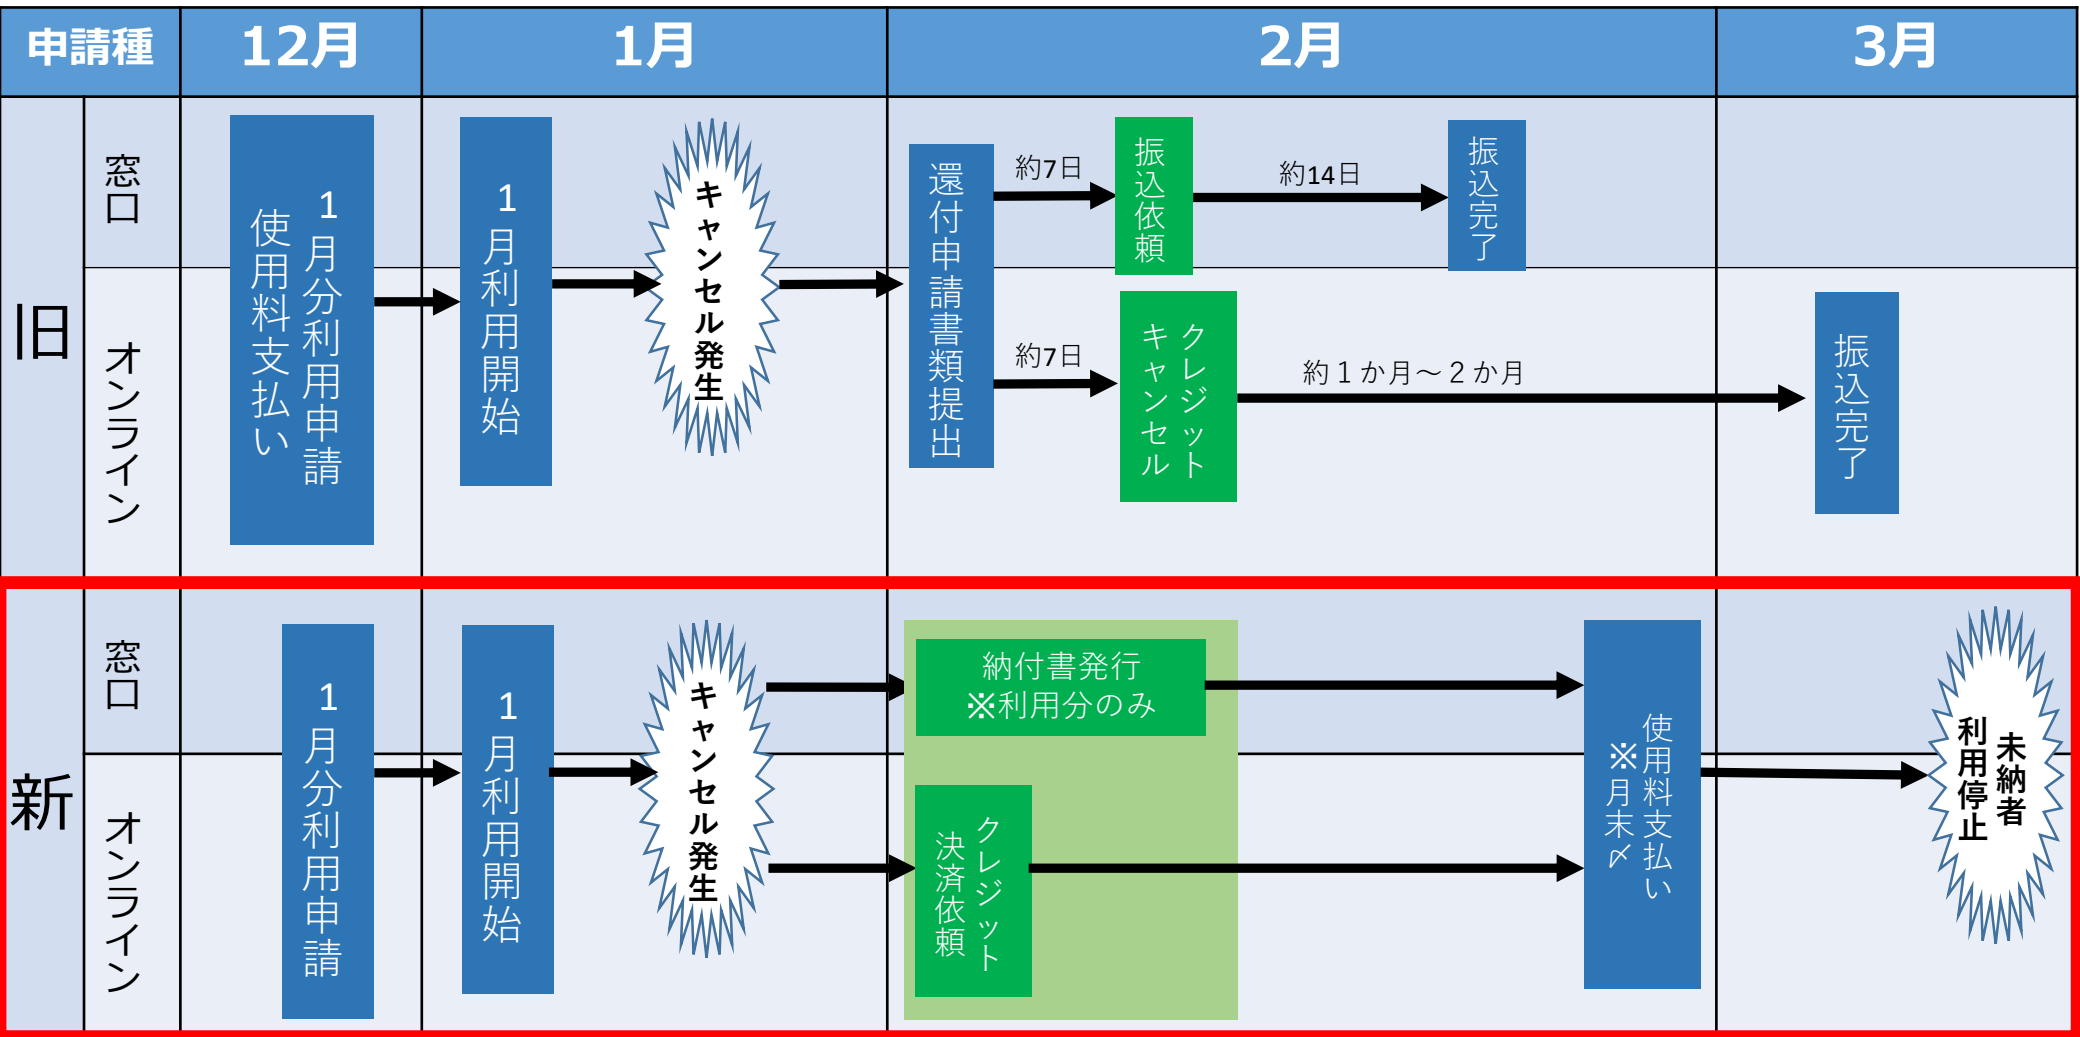 申請種
12月
1月
2月
3月
旧
窓口
オンライン
1月分利用申請
使用料支払い
1月利用開始
キャンセル発生
還付申請書類提出
約7日
振込依頼
約14日
振込完了
約7日
クレジット
キャンセル
約１か月～２か月
振込完了
新
窓口
オンライン
1月分利用申請
1月利用開始
キャンセル発生
納付書発行
※利用分のみ
クレジット
決済依頼
使用料支払い
※月末〆
未納者
利用停止